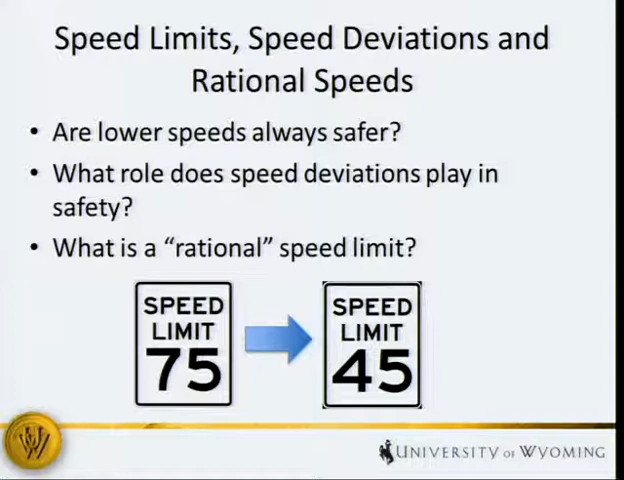 Speed Limits, Speed Deviations and
Rational Speeds
• Are lower speeds always safer?
• What role does speed deviations play in
safety?
• What is a “rational” speed limit?
SPEED
LIMIT
75
SPEED
LIMIT
45
W
UNIVERSITY OF WYOMING